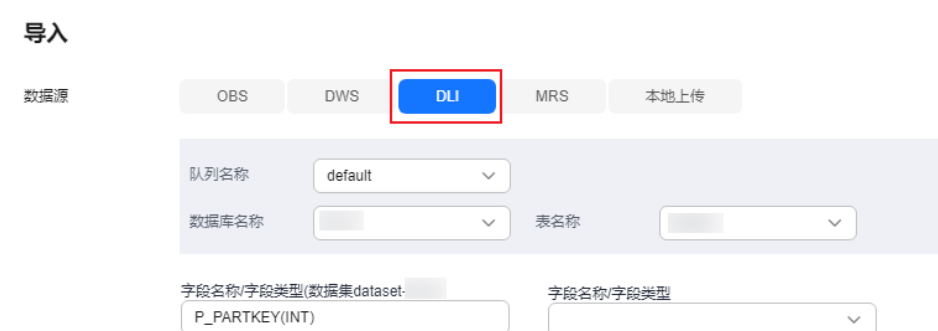 导入
数据源 OBS DWS DLI MRS 本地上传
队列名称 default
数据库名称 表名称
字段名称/字段类型(数据集dataset- 字段名称/字段类型
P_PARTKEY(INT)